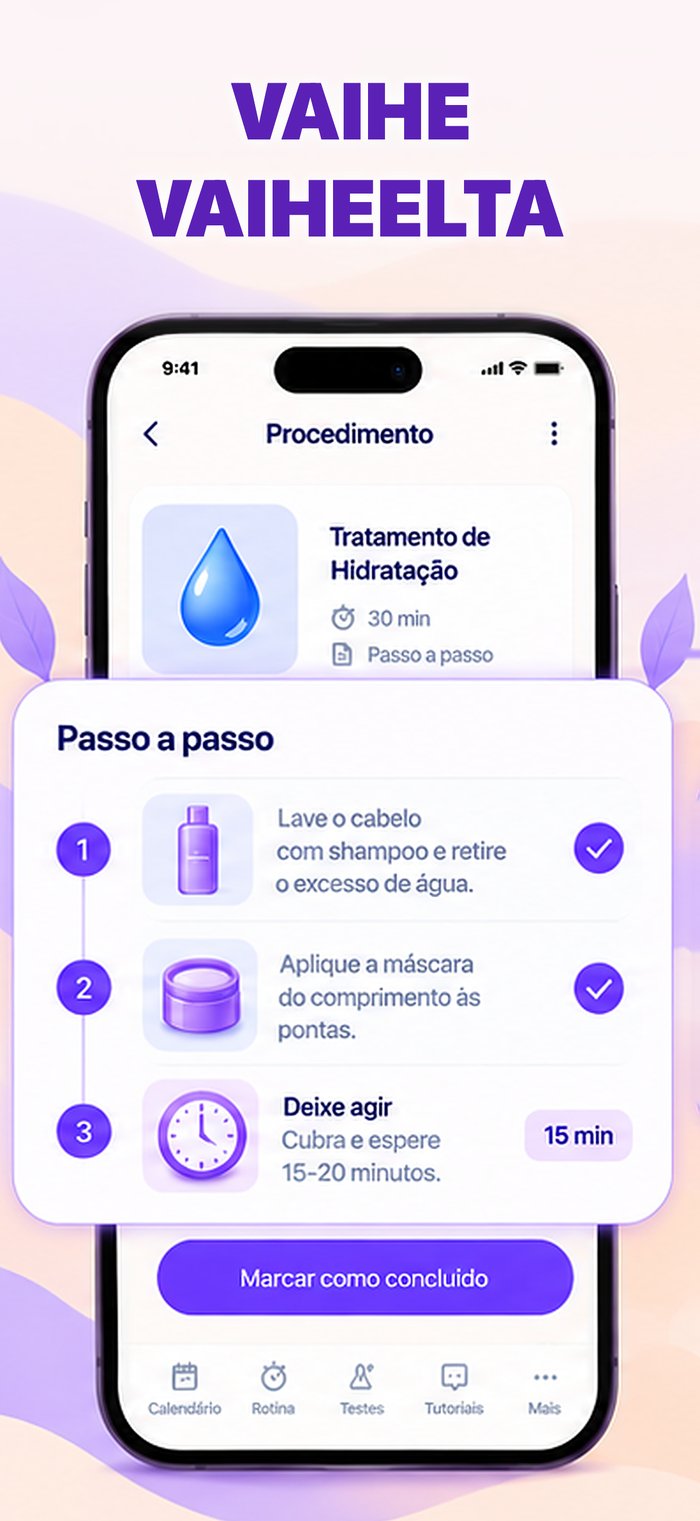 VAIHE
VAIHEELTA
9:41
Procedimento
Tratamento de
Hidratação
30 min
Passo a passo
Passo a passo
1
Lave o cabelo
com shampoo e retire
o excesso de água.
2
Aplique a máscara
do comprimento às
pontas.
3
Deixe agir
Cubra e espere
15-20 minutos.
15 min
Marcar como concluido
Calendário
Rotina
Testes
Tutoriais
Mais